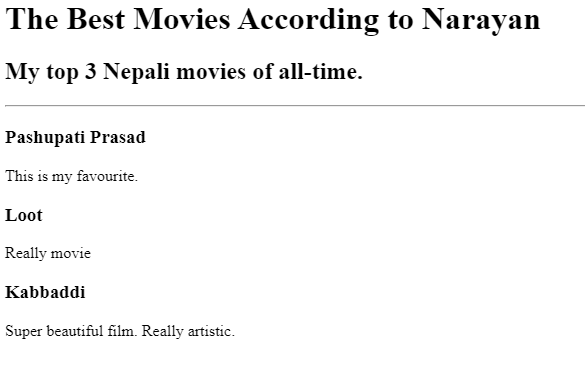 The Best Movies According to Narayan
My top 3 Nepali movies of all-time.
Pashupati Prasad
This is my favourite.
Loot
Really movie
Kabbaddi
Super beautiful film. Really artistic.